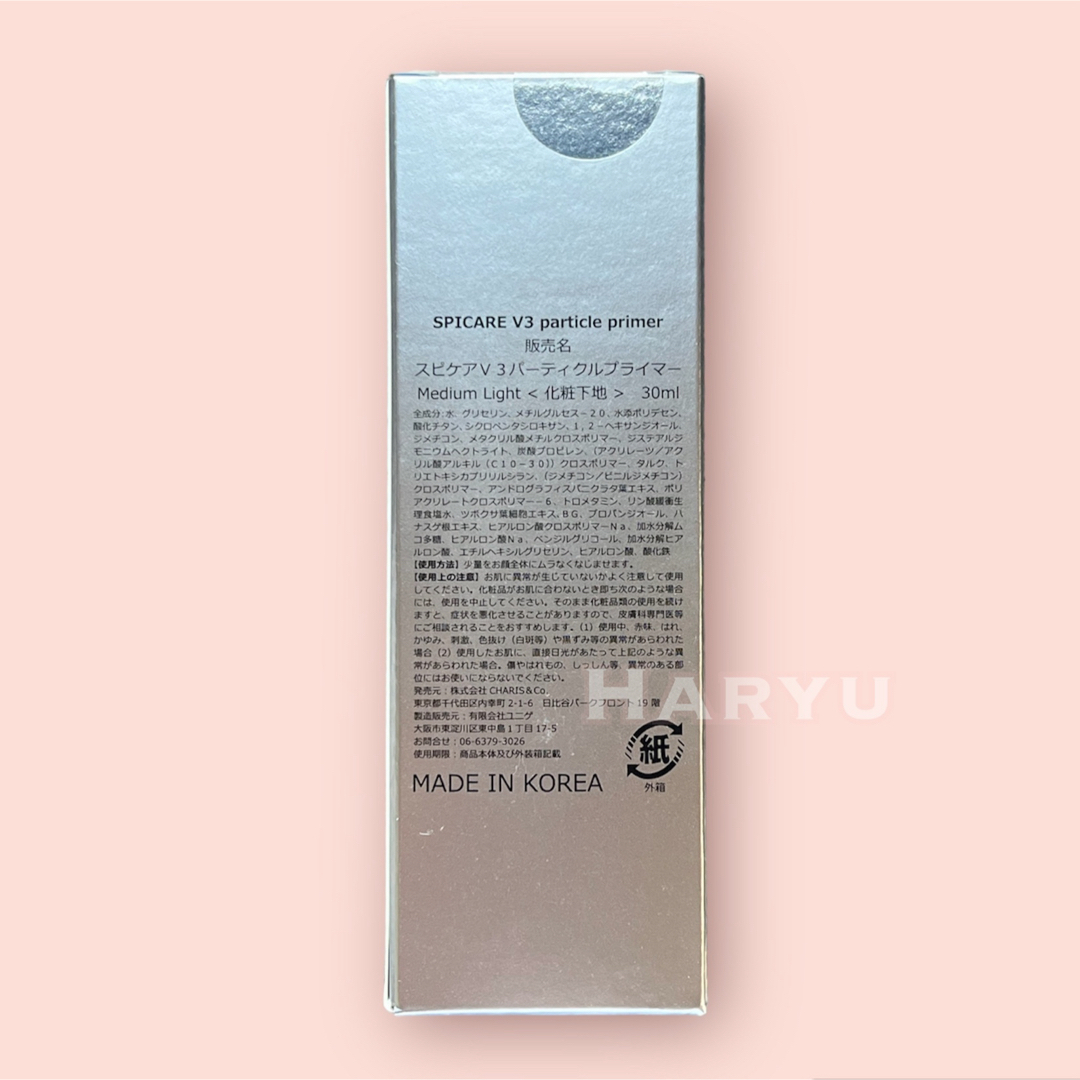 SPICARE V3 particle primer
販売名
スピケアV3パーティクルプライマー
Medium Light < 化粧下地 > 30ml
全成分:水、グリセリン、メチルグルセス−20、水添ポリデセン、
酸化チタン、シクロペンタシロキサン、1,2−ヘキサンジオール、
ジメチコン、メタクリル酸メチルクロスポリマー、ジステアルジ
モニウムヘクトライト、炭酸プロピレン、(アクリレーツ/アク
リル酸アルキル(C10−30))クロスポリマー、タルク、ト
リエトキシカプリリルシラン、(ジメチコン/ビニルジメチコン)
クロスポリマー、アンドログラフィスパニクラタ葉エキス、ポリ
アクリレートクロスポリマー−6、トロメタミン、リン酸緩衝生
理食塩水、ツボクサ葉細胞エキス、BG、プロパンジオール、ハ
ナスゲ根エキス、ヒアルロン酸クロスポリマーNa、加水分解ム
コ多糖、ヒアルロン酸Na、ベンジルグリコール、加水分解ヒア
ルロン酸、エチルヘキシルグリセリン、ヒアルロン酸、酸化鉄
【使用方法】少量をお顔全体にムラなくなじませます。
【使用上の注意】お肌に異常が生じていないかよく注意して使用
してください。化粧品がお肌に合わないとき即ち次のような場合
には、使用を中止してください。そのまま化粧品類の使用を続け
ますと、症状を悪化させることがありますので、皮膚科専門医等
にご相談されることをおすすめします。(1)使用中、赤味、はれ、
かゆみ、刺激、色抜け(白斑等)や黒ずみ等の異常があらわれた
場合(2)使用したお肌に、直接日光があたって上記のような異
常があらわれた場合。傷やはれもの、しっしん等、異常のある部
位にはお使いにならないでください。
発売元:株式会社 CHARIS&Co.
東京都千代田区内幸町 2-1-6 日比谷パークフロント 19 階
製造販売元:有限会社ユニゲ
大阪市東淀川区東中島1丁目 17-5
お問合せ:06-6379-3026
使用期限:商品本体及び外装箱記載
MADE IN KOREA
紙
外箱
HARYU